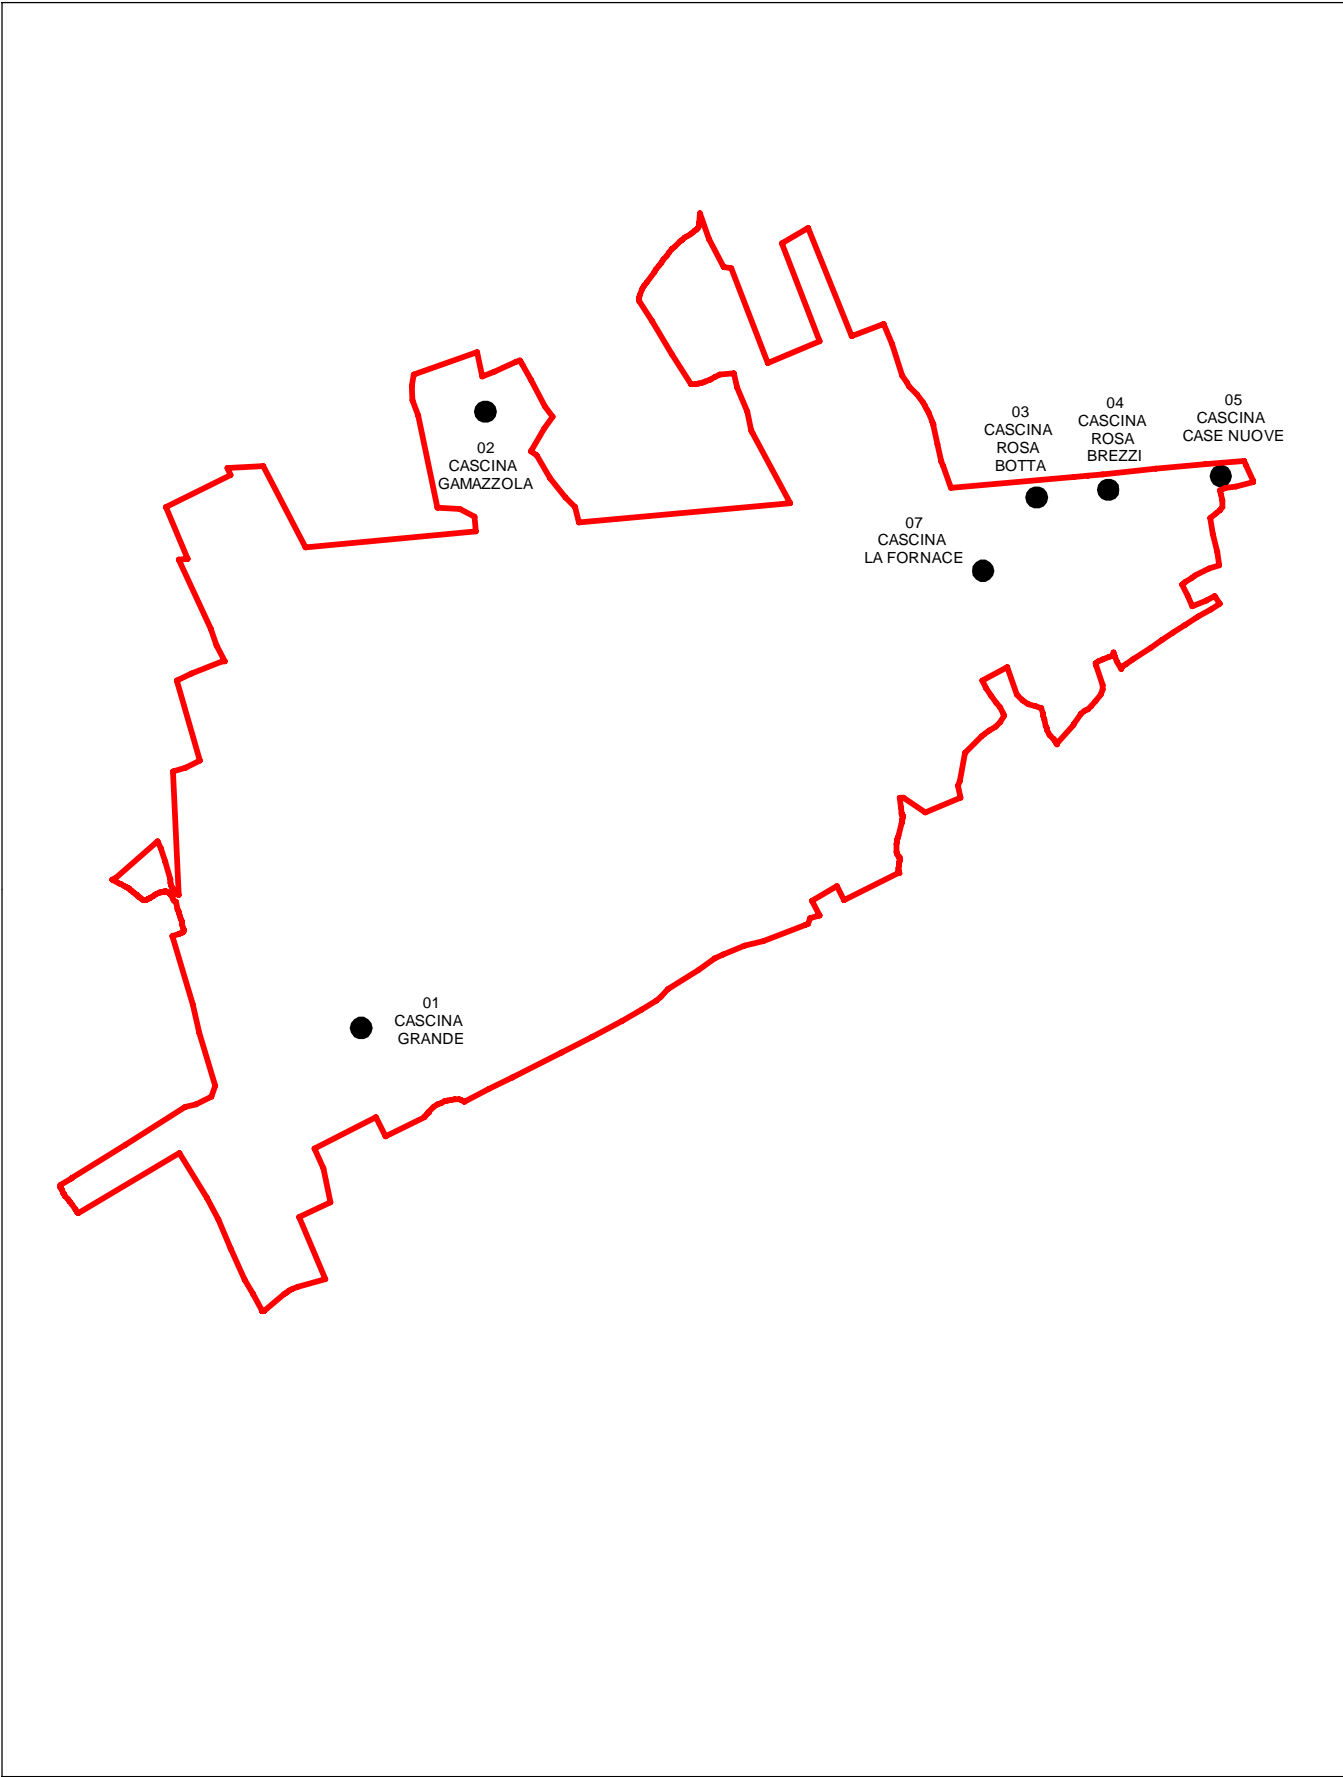 02
CASCINA
GAMAZZOLA
03
CASCINA
ROSA
BOTTA
04
CASCINA
ROSA
BREZZI
05
CASCINA
CASE NUOVE
07
CASCINA
LA FORNACE
01
CASCINA
GRANDE